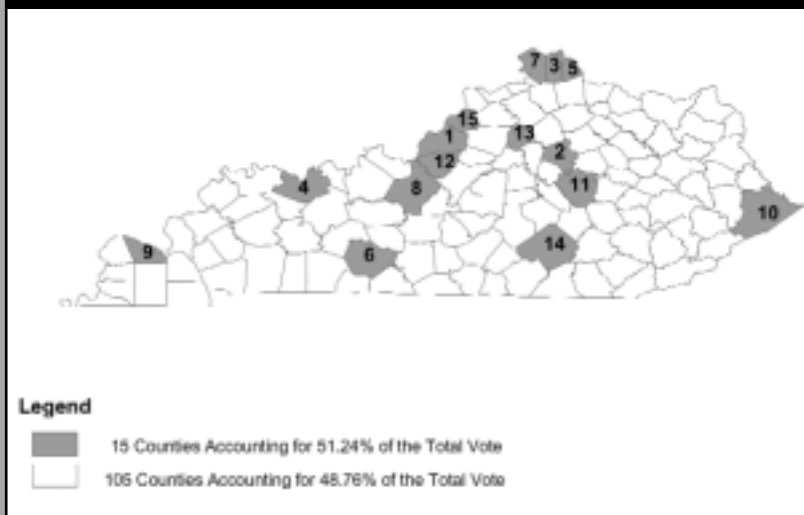 7 3 5
15
1 13
12 2
4 8 11
10
9 6 14
Legend
15 Counties Accounting for 51.24% of the Total Vote
105 Counties Accounting for 48.76% of the Total Vote